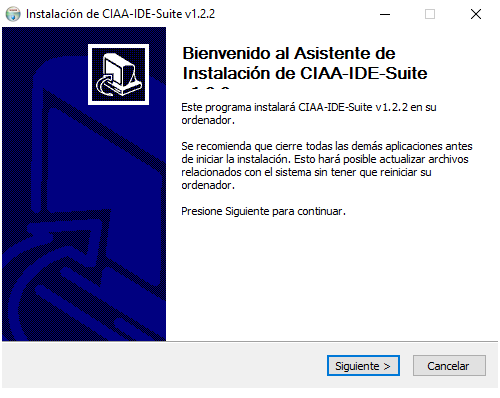 Instalación de CIAA-IDE-Suite v1.2.2
Bienvenido al Asistente de
Instalación de CIAA-IDE-Suite
v1.2.2
Este programa instalará CIAA-IDE-Suite v1.2.2 en su
ordenador.
Se recomienda que cierre todas las demás aplicaciones antes
de iniciar la instalación. Esto hará posible actualizar archivos
relacionados con el sistema sin tener que reiniciar su
ordenador.
Presione Siguiente para continuar.
Siguiente >
Cancelar